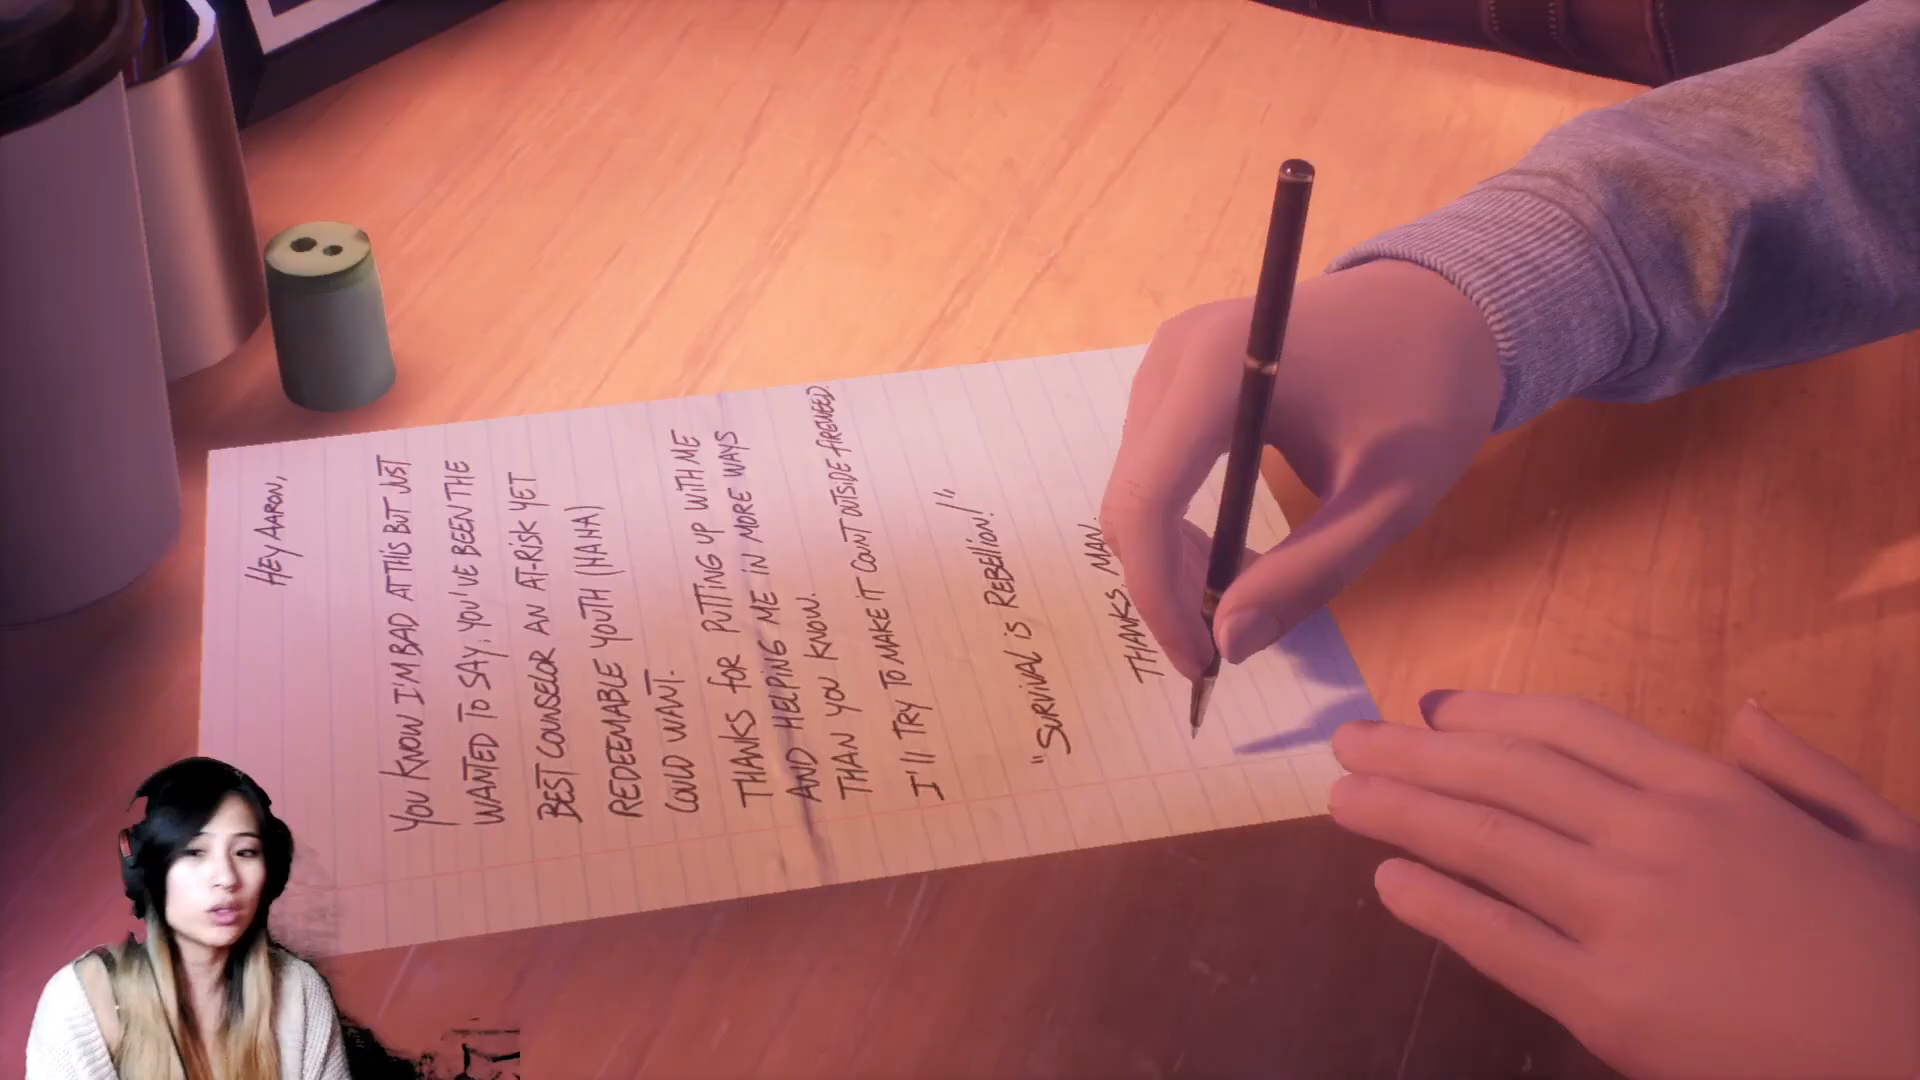 HEY AARON,
YOU KNOW I'M BAD AT THIS BUT JUST
WANTED TO SAY, YOU'VE BEEN THE
BEST COUNSELOR AN AT-RISK YET
REDEEMABLE YOUTH (HAHA)
COULD WANT.
THANKS FOR PUTTING UP WITH ME
AND HELPING ME IN MORE WAYS
THAN YOU KNOW.
I'll TRY TO MAKE IT COUNT OUTSIDE FIREWEED.
"SURVIVAL iS REBELLION!"
THANKS, MAN.